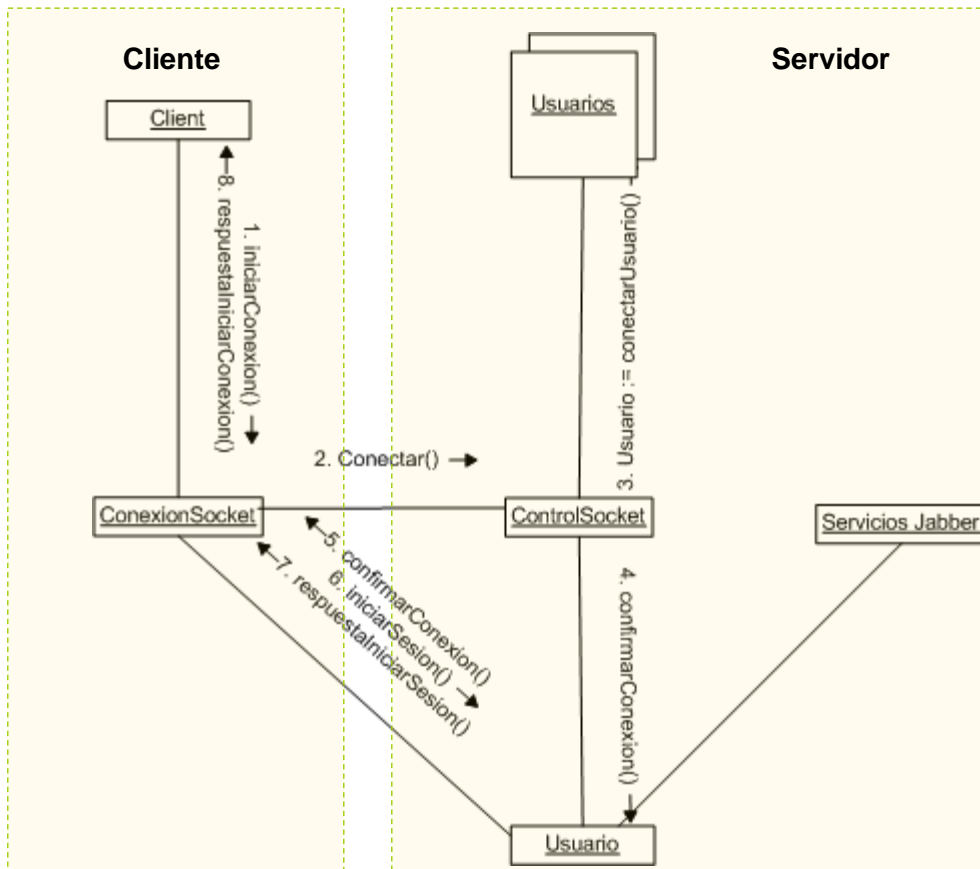 Cliente
Servidor
Client
Usuarios
1. iniciarConexion()
8. respuestaIniciarConexion()
3. Usuario := conectarUsuario()
2. Conectar()
ConexionSocket
ControlSocket
Servicios Jabber
5. confirmarConexion()
6. iniciarSesion()
7. respuestaIniciarSesion()
4. confirmarConexion()
Usuario